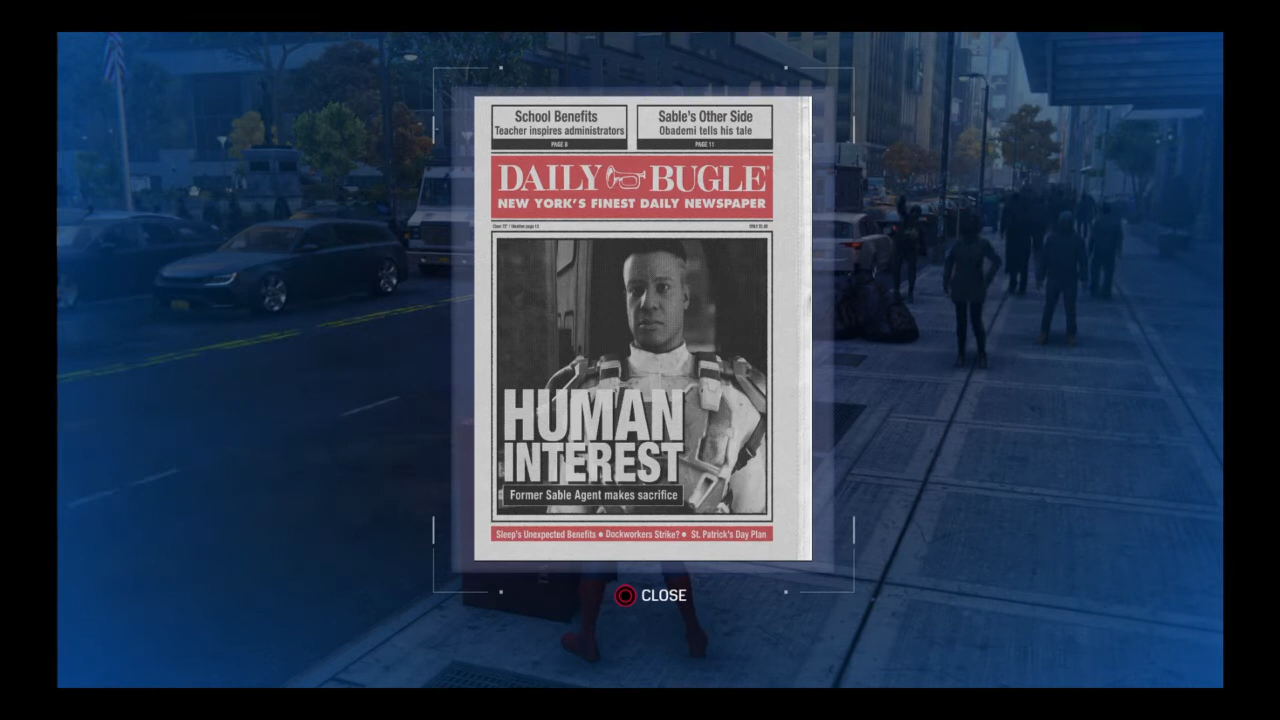 School Benefits
Teacher inspires administrators
PAGE 8
Sable's Other Side
Obademi tells his tale
PAGE 11
DAILY BUGLE
NEW YORK'S FINEST DAILY NEWSPAPER
HUMAN
INTEREST
Former Sable Agent makes sacrifice
Sleep's Unexpected Benefits • Dockworkers Strike? • St. Patrick's Day Plan
CLOSE